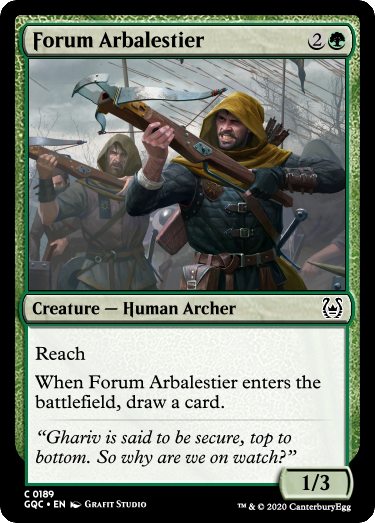 Forum Arbalestier 2
Creature — Human Archer
Reach
When Forum Arbalestier enters the
battlefield, draw a card.
“Ghariv is said to be secure, top to
bottom. So why are we on watch?”
1/3
C 0189
GQC • EN Grafit Studio
™ & © 2020 CanterburyEgg